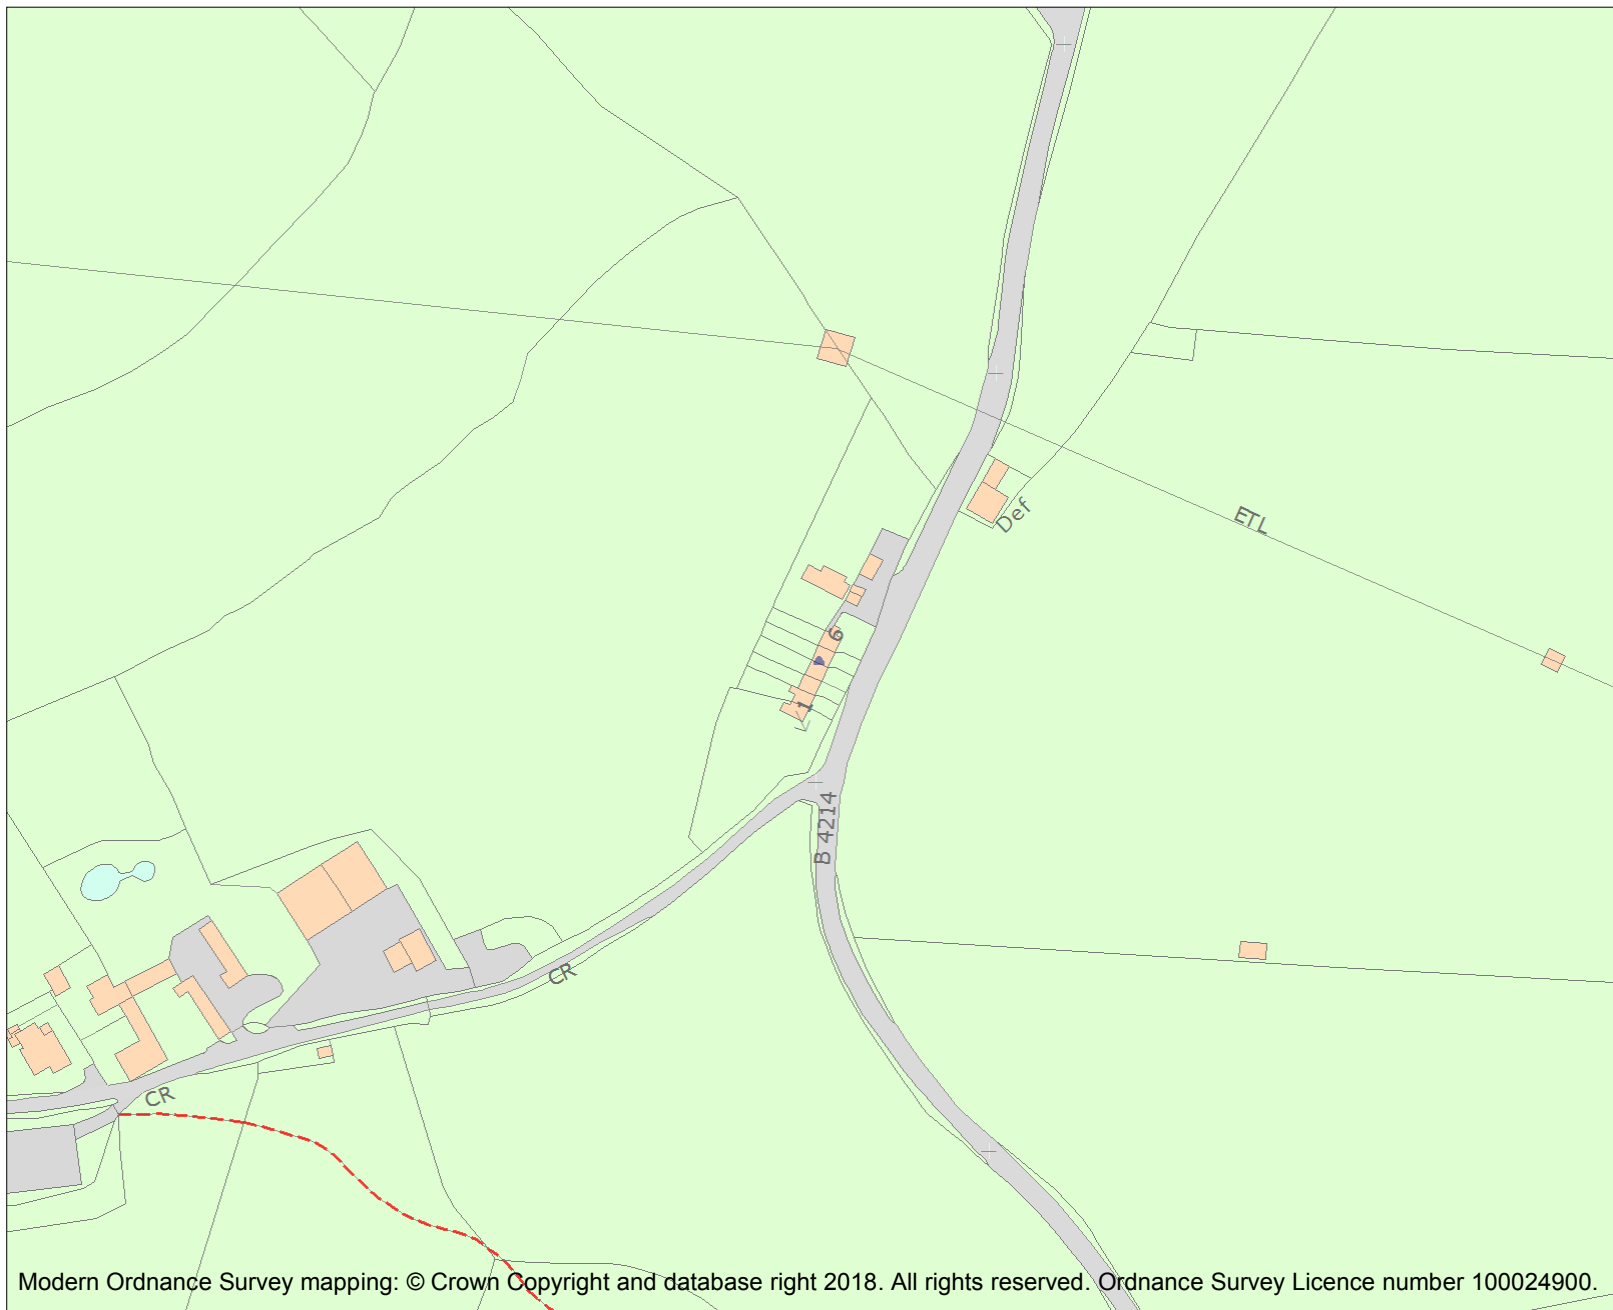 Def
ETL
6
1
B 4214
CR
CR
Modern Ordnance Survey mapping: © Crown Copyright and database right 2018. All rights reserved. Ordnance Survey Licence number 100024900.